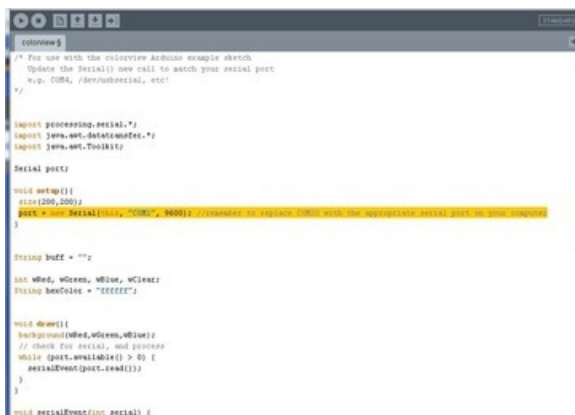 colorview §
/* For use with the colorview Arduino example sketch
Update the Serial() new call to match your serial port
e.g. COM4, /dev/usbserial, etc!
*/
import processing.serial.*;
import java.awt.datatransfer.*;
import java.awt.Toolkit;
Serial port;
void setup(){
size(200,200);
port = new Serial(this, 9600); //remember to replace COM20 with the appropriate serial port on your computer
}
String buff = "";
int wRed, wGreen, wBlue, wClear;
String hexColor = "ffffff";
void draw(){
background(wRed,wGreen,wBlue);
// check for serial, and process
while (port.available() > 0) {
serialEvent(port.read());
}
}
void serialEvent(int serial) {